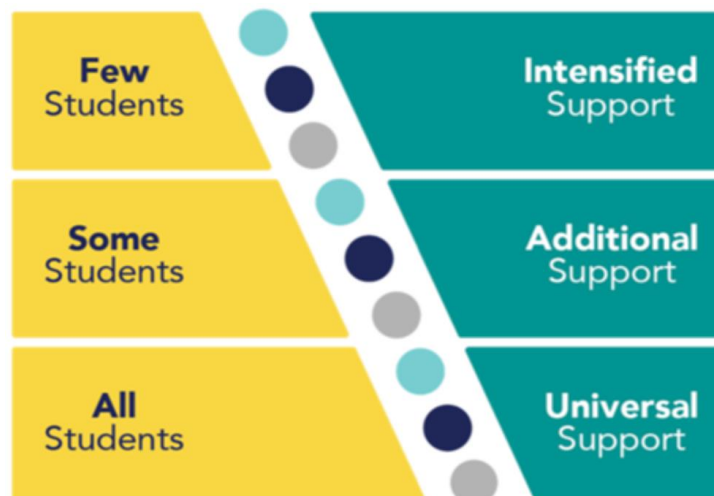 Few
Students
Intensified
Support
Some
Students
Additional
Support
All
Students
Universal
Support